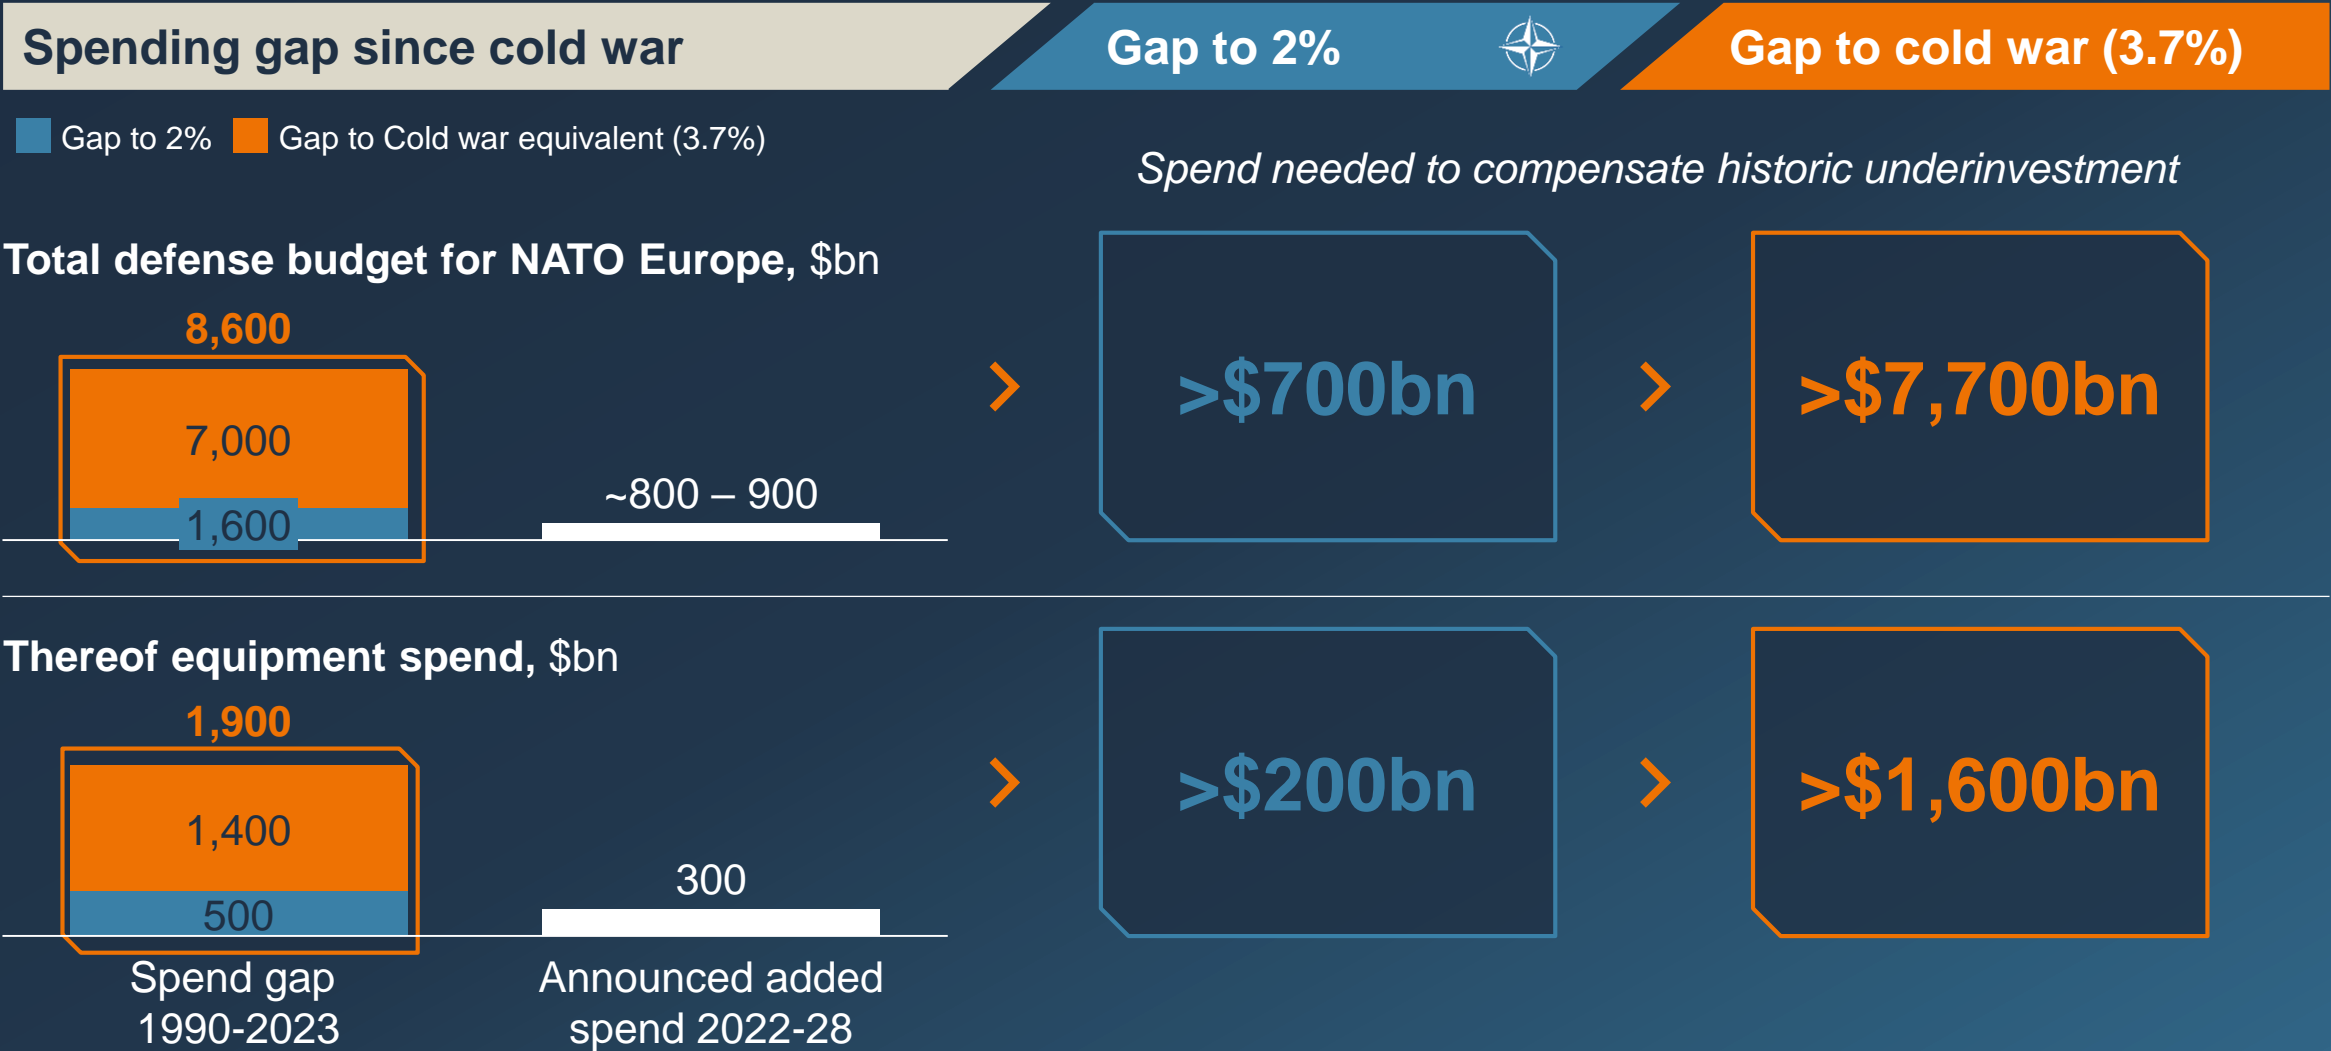 Spending gap since cold war
Gap to 2%
Gap to cold war (3.7%)
Gap to 2%
Gap to Cold war equivalent (3.7%)
Spend needed to compensate historic underinvestment
Total defense budget for NATO Europe, $bn
8,600
7,000
1,600
~800 – 900
>$700bn
>$7,700bn
Thereof equipment spend, $bn
1,900
1,400
500
300
>$200bn
>$1,600bn
Spend gap
1990-2023
Announced added
spend 2022-28